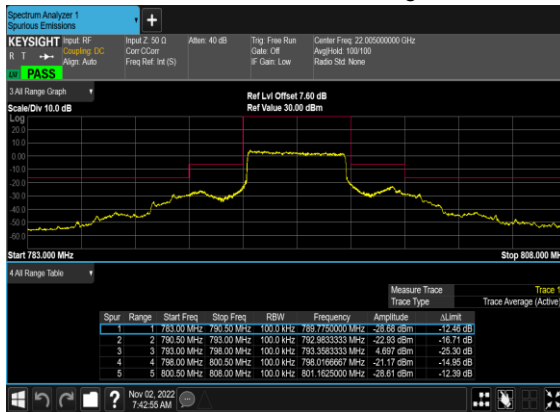 Spectrum Analyzer 1
Spurious Emissions
+
KEYSIGHT Input: RF Input Z: 50 Ω Atten: 40 dB Trig: Free Run Center Freq: 22.005000000 GHz
R T Coupling: DC Corr CCorr Gate: Off Avg|Hold: 100/100
Align: Auto Freq Ref: Int (S) IF Gain: Low Radio Std: None
PASS
3 All Range Graph
Ref Lvl Offset 7.60 dB
Scale/Div 10.0 dB Ref Value 30.00 dBm
Log
20.0
10.0
0.00
-10.0
-20.0
-30.0
-40.0
-50.0
-60.0
Start 783.000 MHz Stop 808.000 MH
4 All Range Table
Measure Trace Trace 1
Trace Type Trace Average (Active)
Spur Range Start Freq Stop Freq RBW Frequency Amplitude ΔLimit
1 1 783.00 MHz 790.50 MHz 100.0 kHz 789.7750000 MHz -28.68 dBm -12.46 dB
2 2 790.50 MHz 793.00 MHz 100.0 kHz 792.9833333 MHz -22.93 dBm -16.71 dB
3 3 793.00 MHz 798.00 MHz 100.0 kHz 793.3583333 MHz 4.697 dBm -25.30 dB
4 4 798.00 MHz 800.50 MHz 100.0 kHz 798.0166667 MHz -21.17 dBm -14.95 dB
5 5 800.50 MHz 808.00 MHz 100.0 kHz 801.1625000 MHz -28.61 dBm -12.39 dB
? Nov 02, 2022
7:42:55 AM